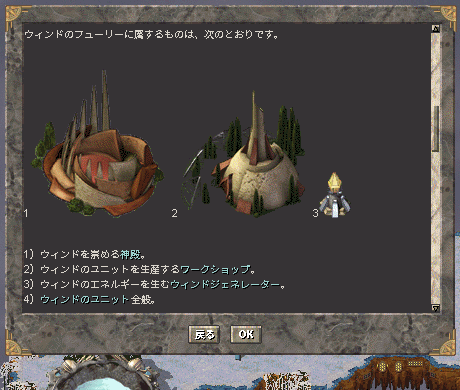 ウィンドのフューリーに属するものは、次のとおりです。
1
2
3
1) ウィンドを崇める神殿。
2) ウィンドのユニットを生産するワークショップ。
3) ウィンドのエネルギーを生むウィンドジェネレーター。
4) ウィンドのユニット全般。
戻る
OK